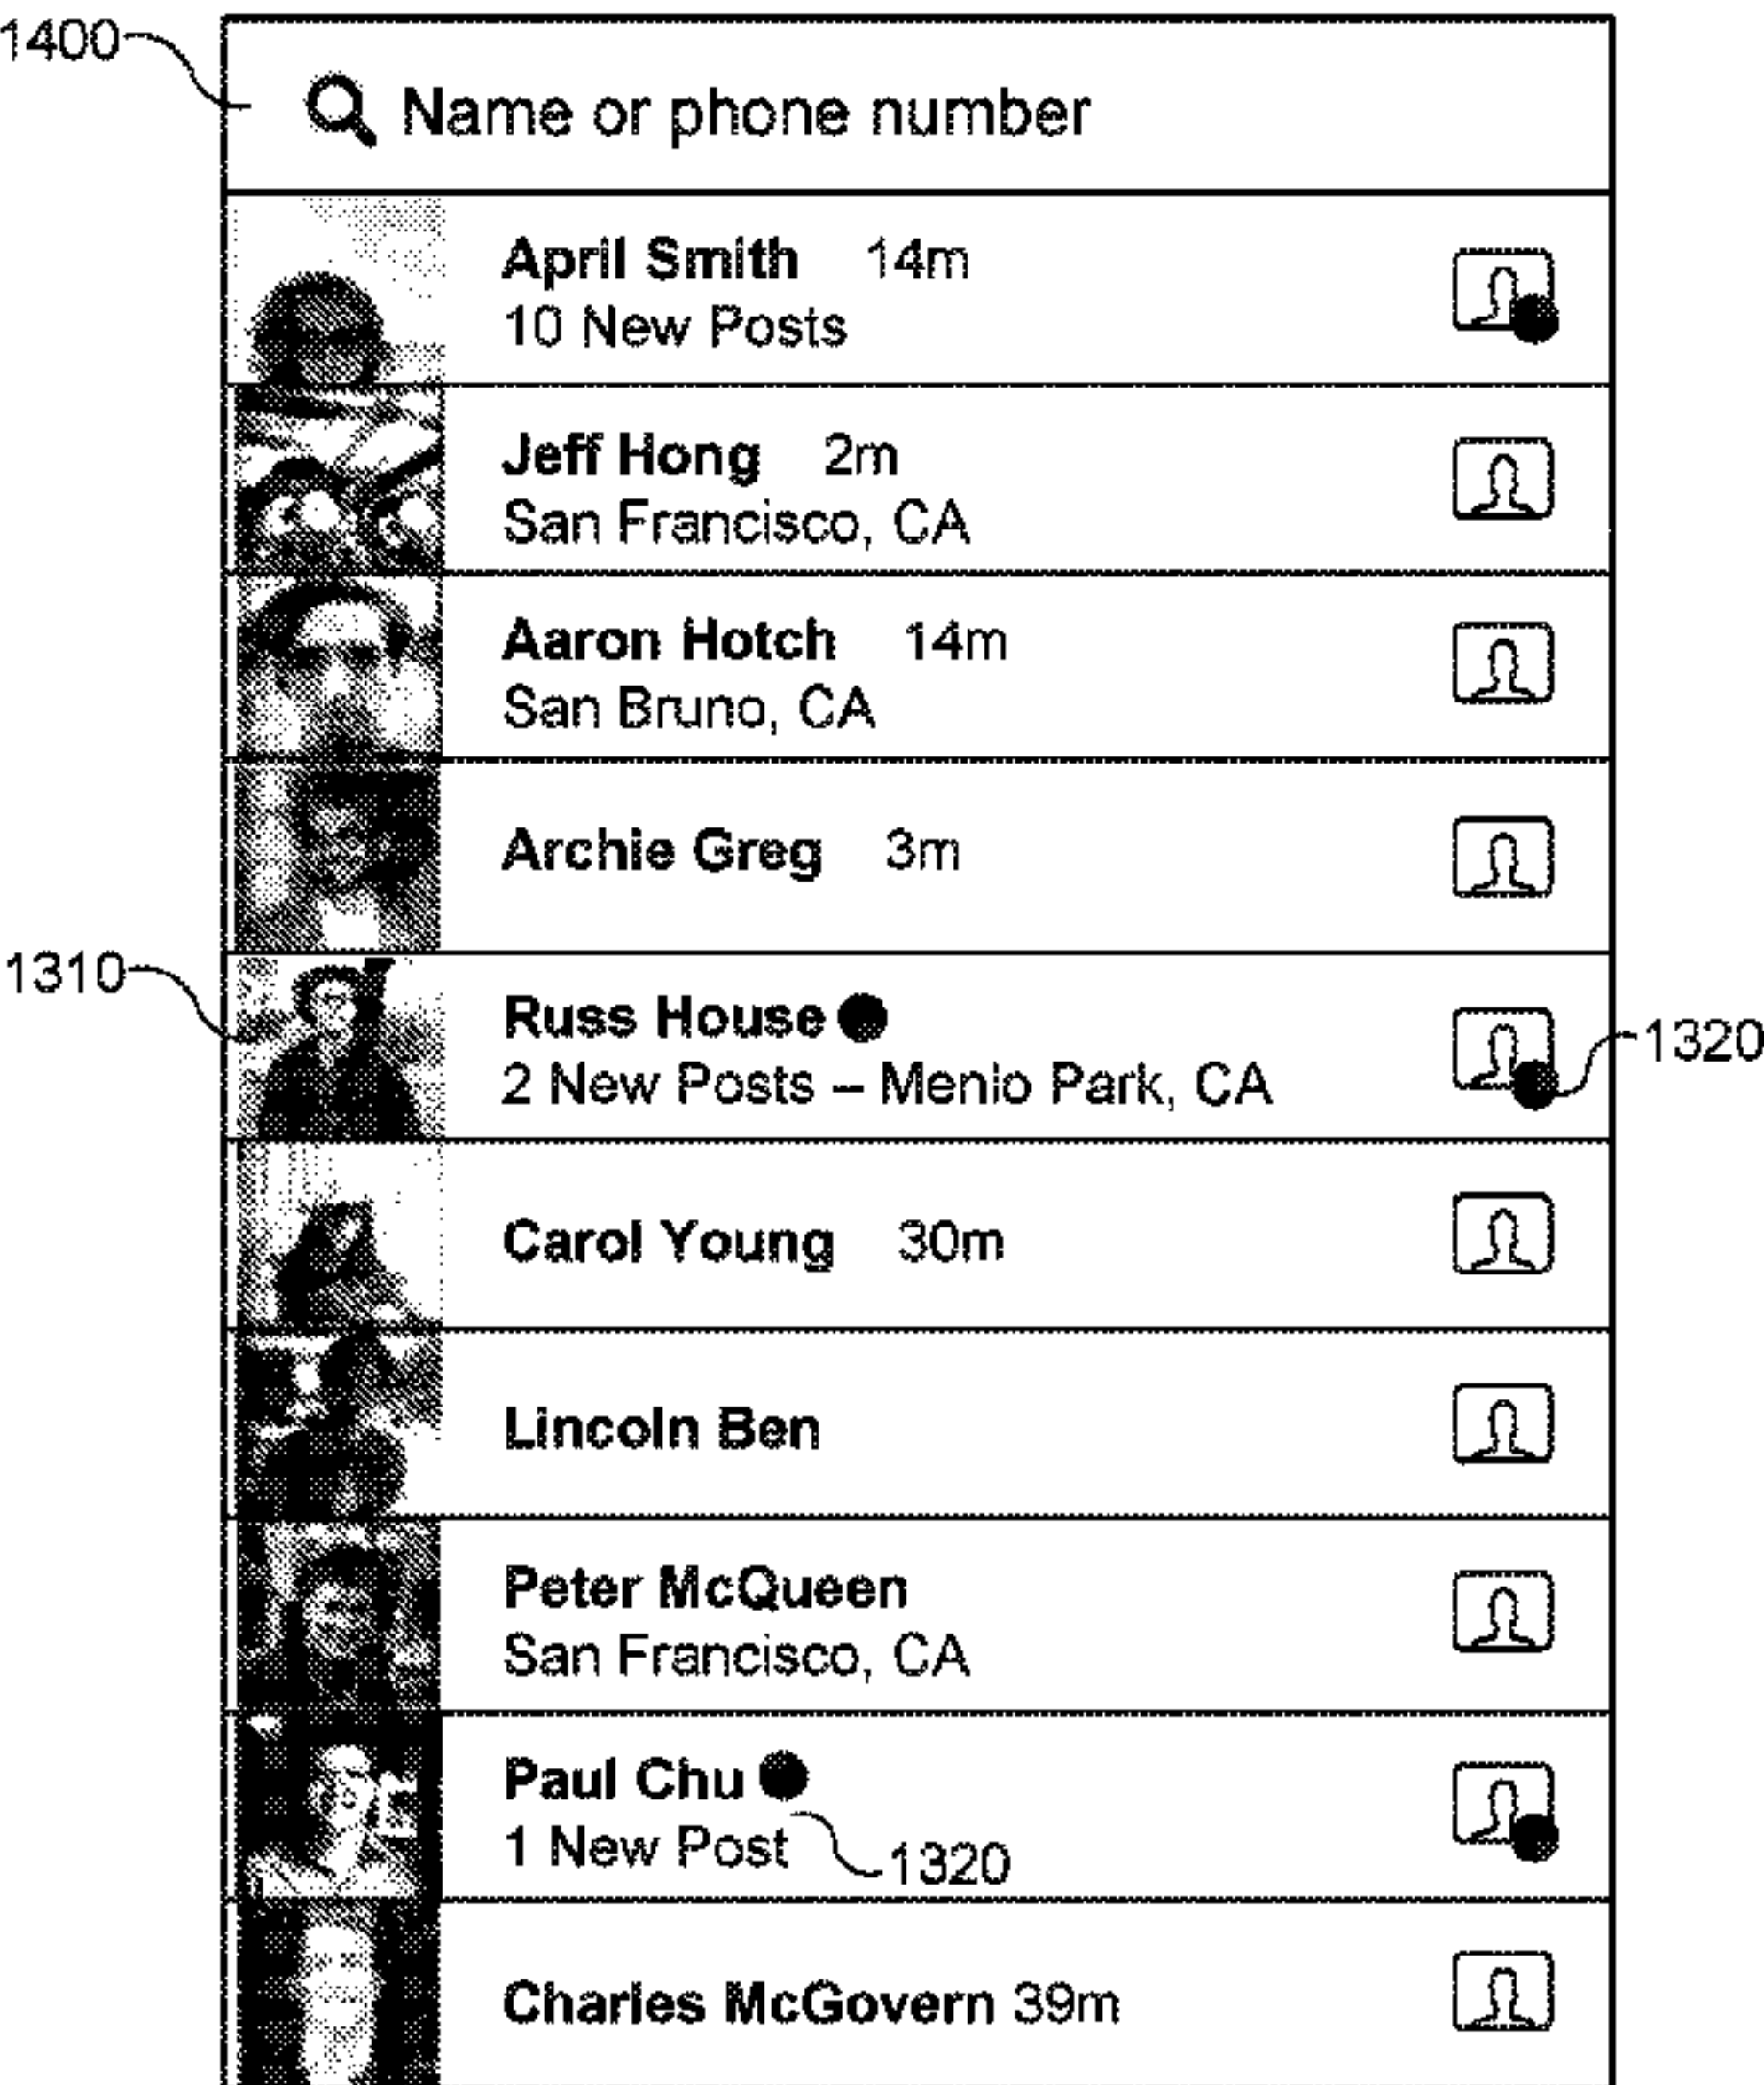 1400
Name or phone number
April Smith 14m
10 New Posts
Jeff Hong 2m
San Francisco, CA
Aaron Hotch 14m
San Bruno, CA
Archie Greg 3m
1310
Russ House
2 New Posts – Menlo Park, CA
1320
Carol Young 30m
Lincoln Ben
Peter McQueen
San Francisco, CA
Paul Chu
1 New Post
1320
Charles McGovern 39m